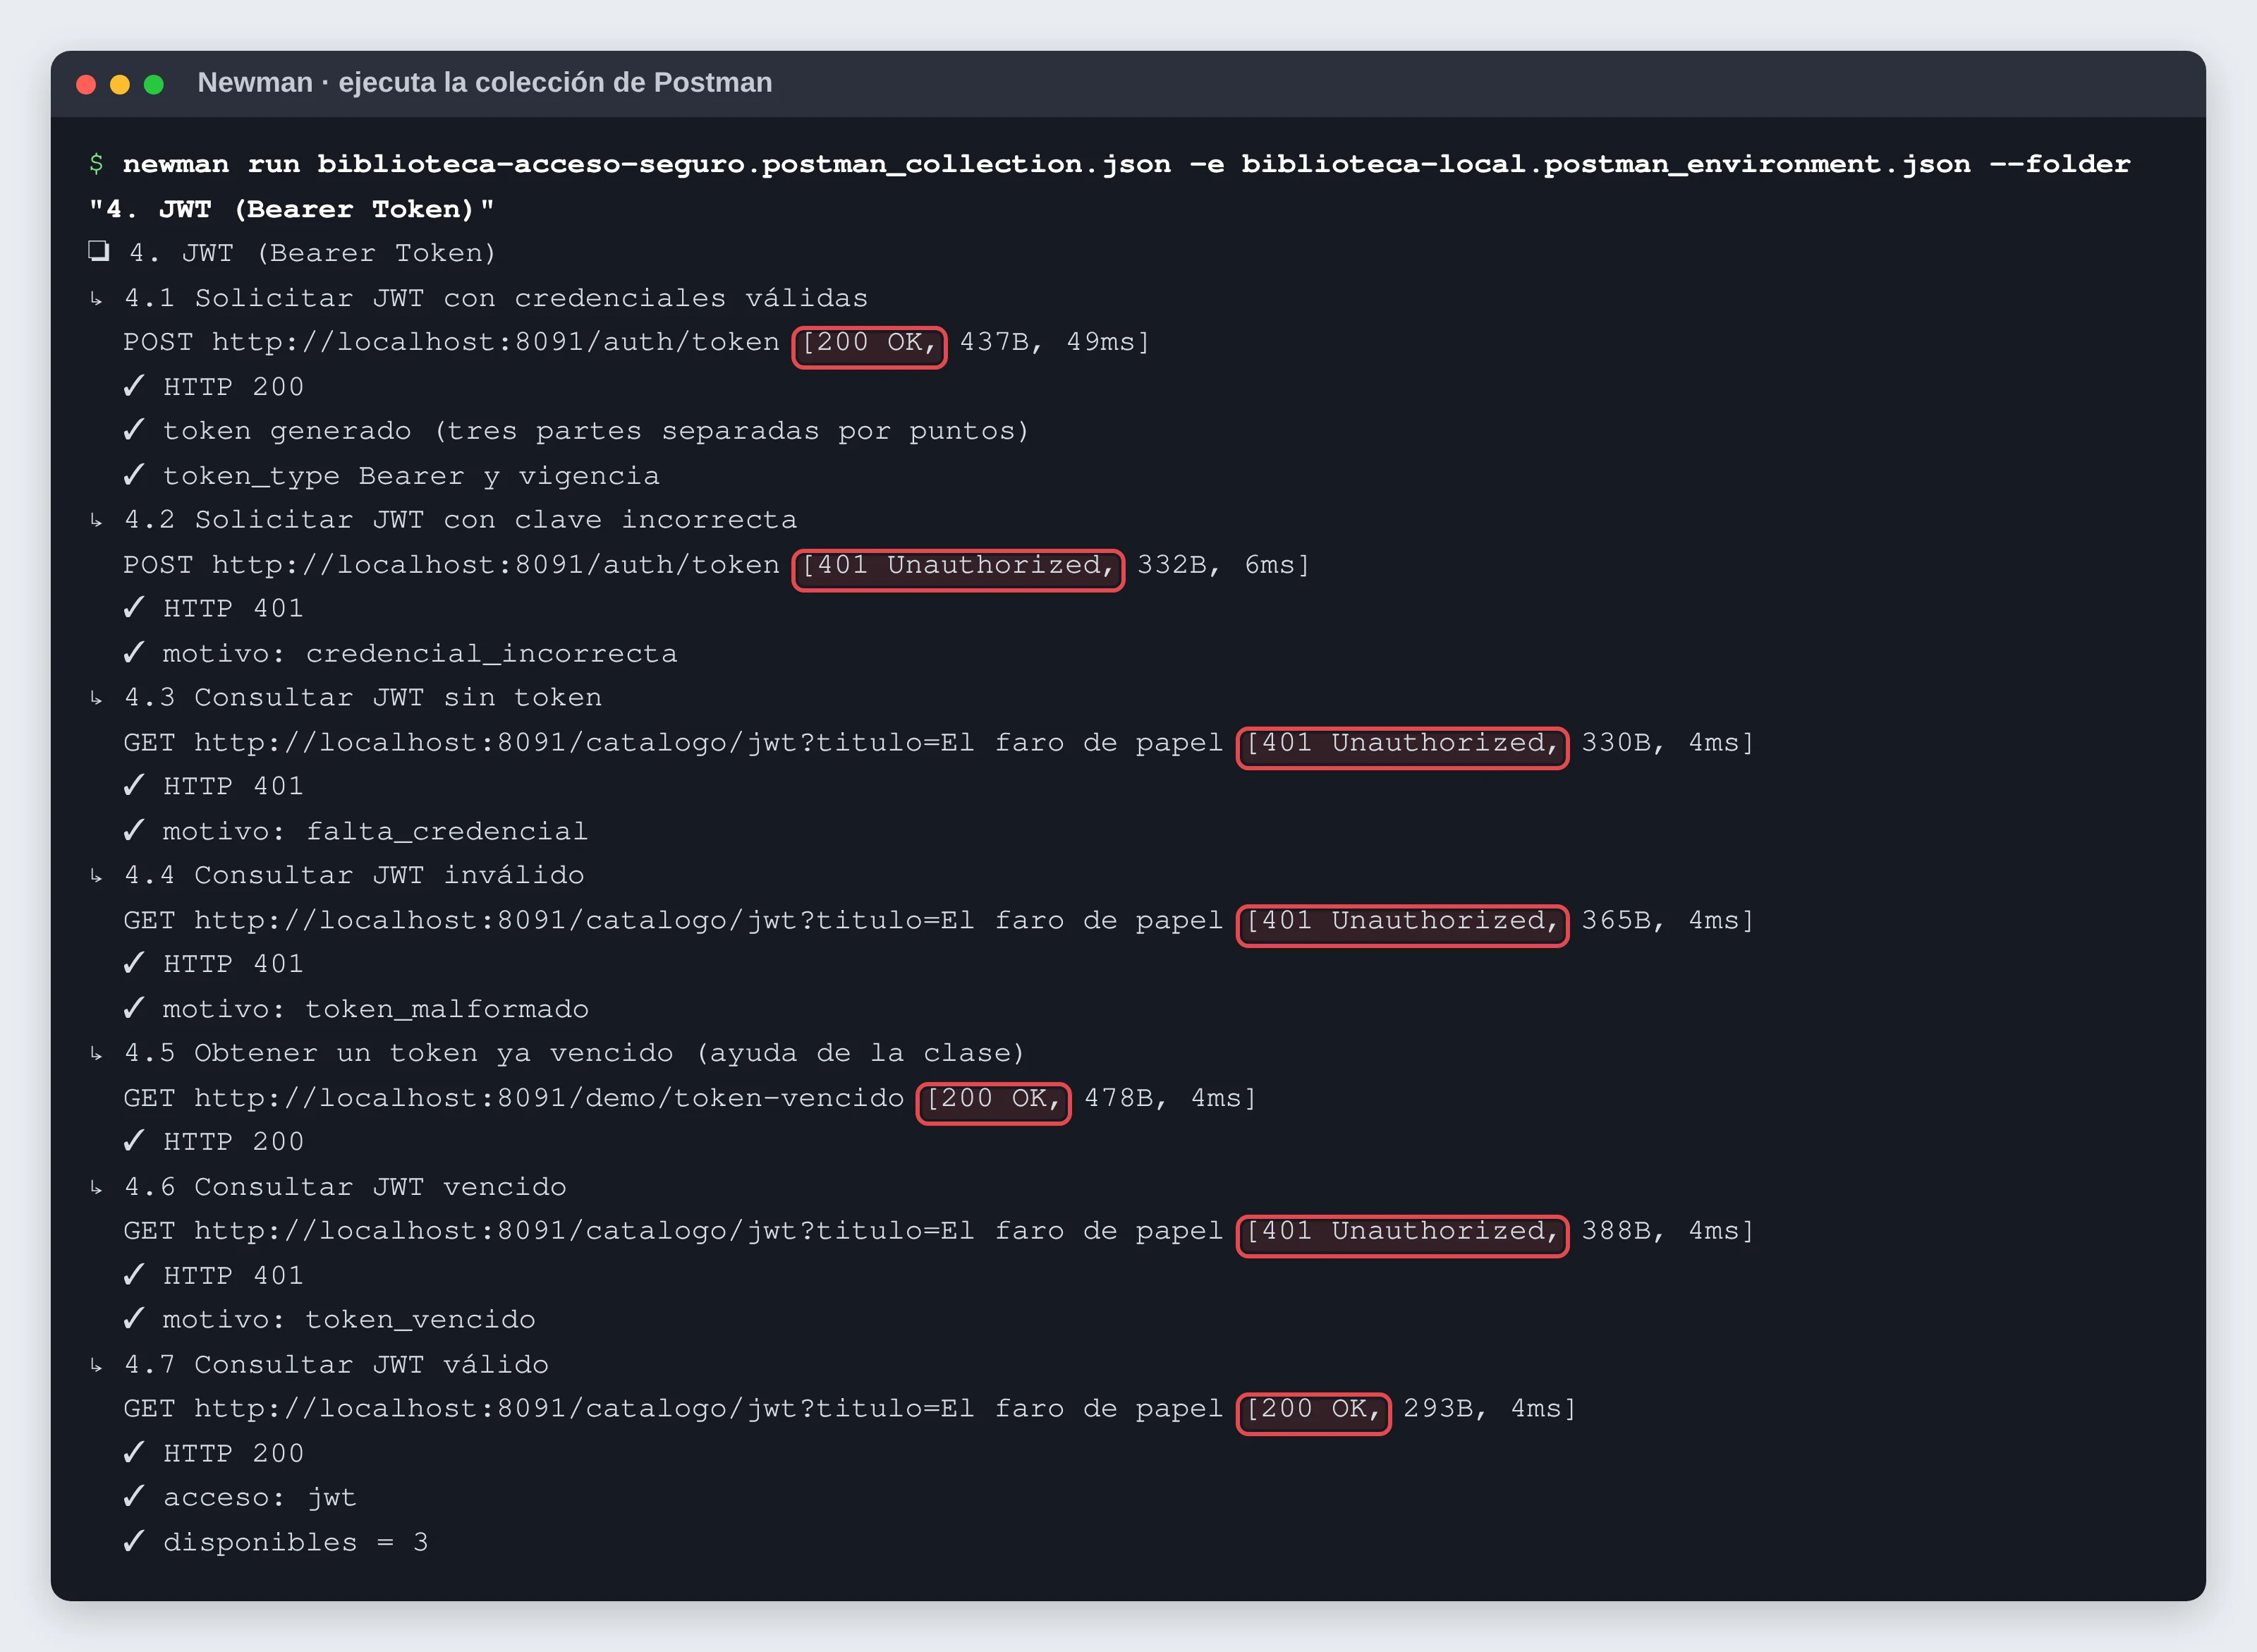 Newman · ejecuta la colección de Postman
$ newman run biblioteca-acceso-seguro.postman_collection.json -e biblioteca-local.postman_environment.json --folder
"4. JWT (Bearer Token)"
❏ 4. JWT (Bearer Token)
↳ 4.1 Solicitar JWT con credenciales válidas
POST http://localhost:8091/auth/token [200 OK, 437B, 49ms]
✓ HTTP 200
✓ token generado (tres partes separadas por puntos)
✓ token_type Bearer y vigencia
↳ 4.2 Solicitar JWT con clave incorrecta
POST http://localhost:8091/auth/token [401 Unauthorized, 332B, 6ms]
✓ HTTP 401
✓ motivo: credencial_incorrecta
↳ 4.3 Consultar JWT sin token
GET http://localhost:8091/catalogo/jwt?titulo=El faro de papel [401 Unauthorized, 330B, 4ms]
✓ HTTP 401
✓ motivo: falta_credencial
↳ 4.4 Consultar JWT inválido
GET http://localhost:8091/catalogo/jwt?titulo=El faro de papel [401 Unauthorized, 365B, 4ms]
✓ HTTP 401
✓ motivo: token_malformado
↳ 4.5 Obtener un token ya vencido (ayuda de la clase)
GET http://localhost:8091/demo/token-vencido [200 OK, 478B, 4ms]
✓ HTTP 200
↳ 4.6 Consultar JWT vencido
GET http://localhost:8091/catalogo/jwt?titulo=El faro de papel [401 Unauthorized, 388B, 4ms]
✓ HTTP 401
✓ motivo: token_vencido
↳ 4.7 Consultar JWT válido
GET http://localhost:8091/catalogo/jwt?titulo=El faro de papel [200 OK, 293B, 4ms]
✓ HTTP 200
✓ acceso: jwt
✓ disponibles = 3